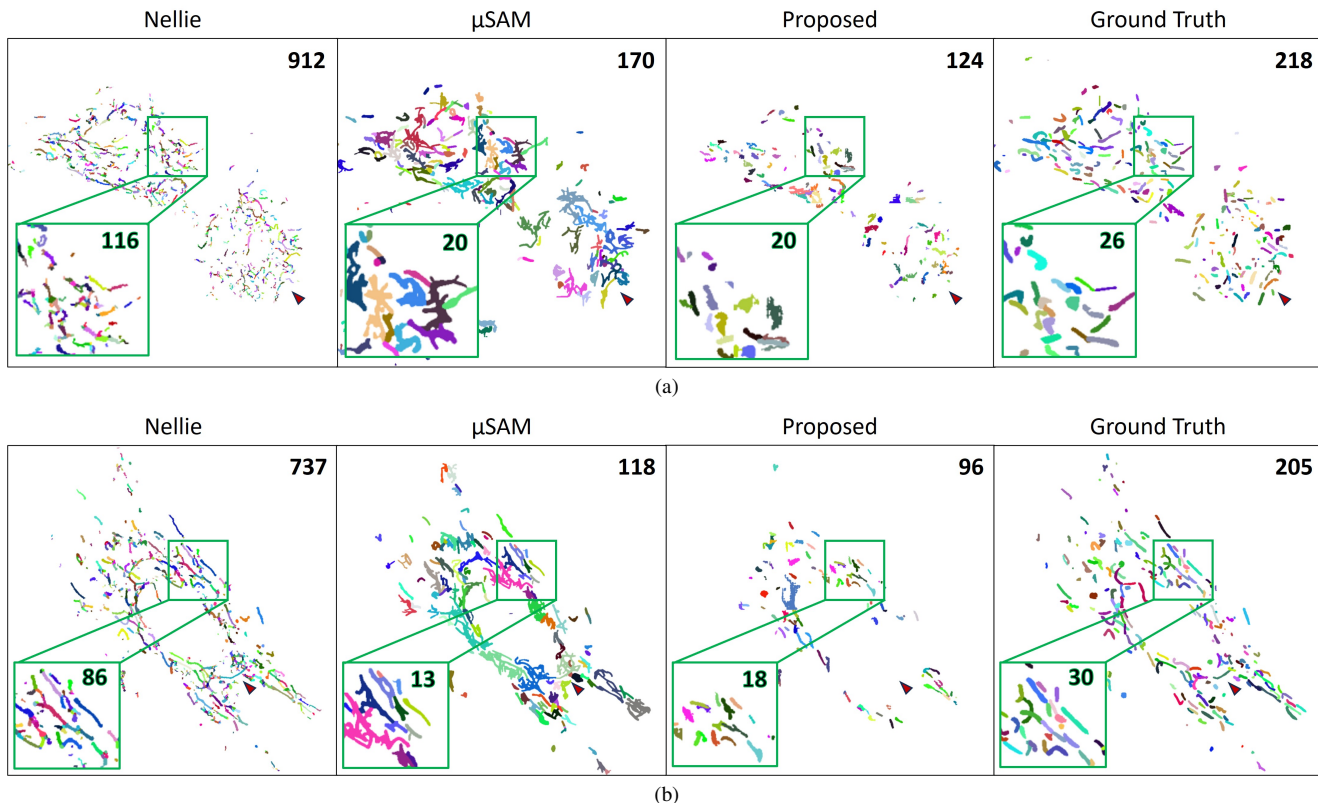 Nellie µSAM Proposed Ground Truth
912 170 124 218
116 20 20 26
(a)
Nellie µSAM Proposed Ground Truth
737 118 96 205
86 13 18 30
(b)